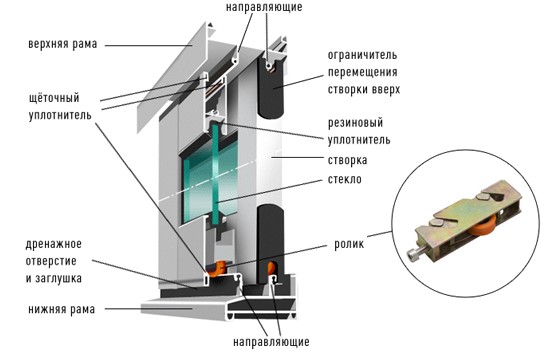 направляющие
верхняя рама
ограничитель
перемещения
створки вверх
щёточный
уплотнитель
резиновый
уплотнитель
створка
стекло
дренажное
отверстие
и заглушка
ролик
нижняя рама
направляющие